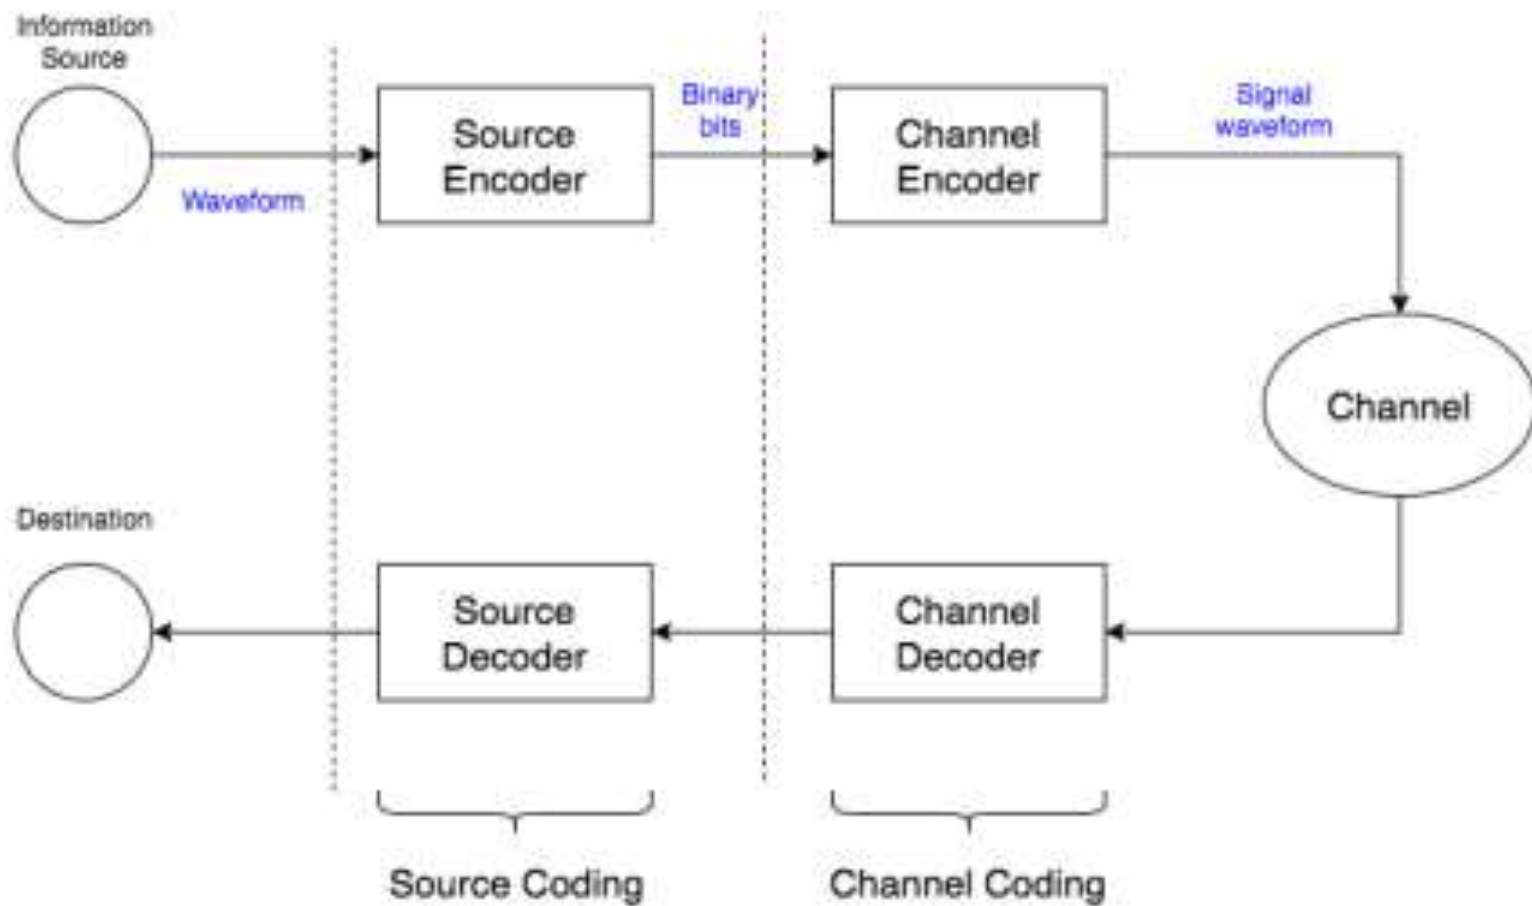 Information
Source
Waveform
Source
Encoder
Binary
bits
Channel
Encoder
Signal
waveform
Channel
Destination
Source
Decoder
Channel
Decoder
Source Coding
Channel Coding